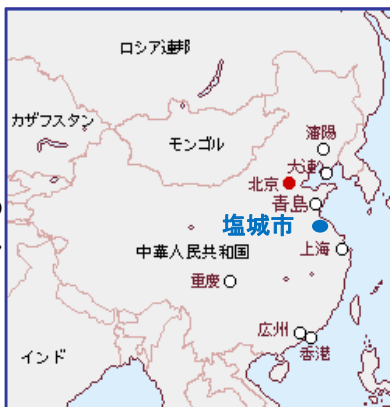 ロシア連邦
カザフスタン
モンゴル
瀋陽
大連
北京
青島
塩城市
中華人民共和国
上海
重慶
広州
香港
インド